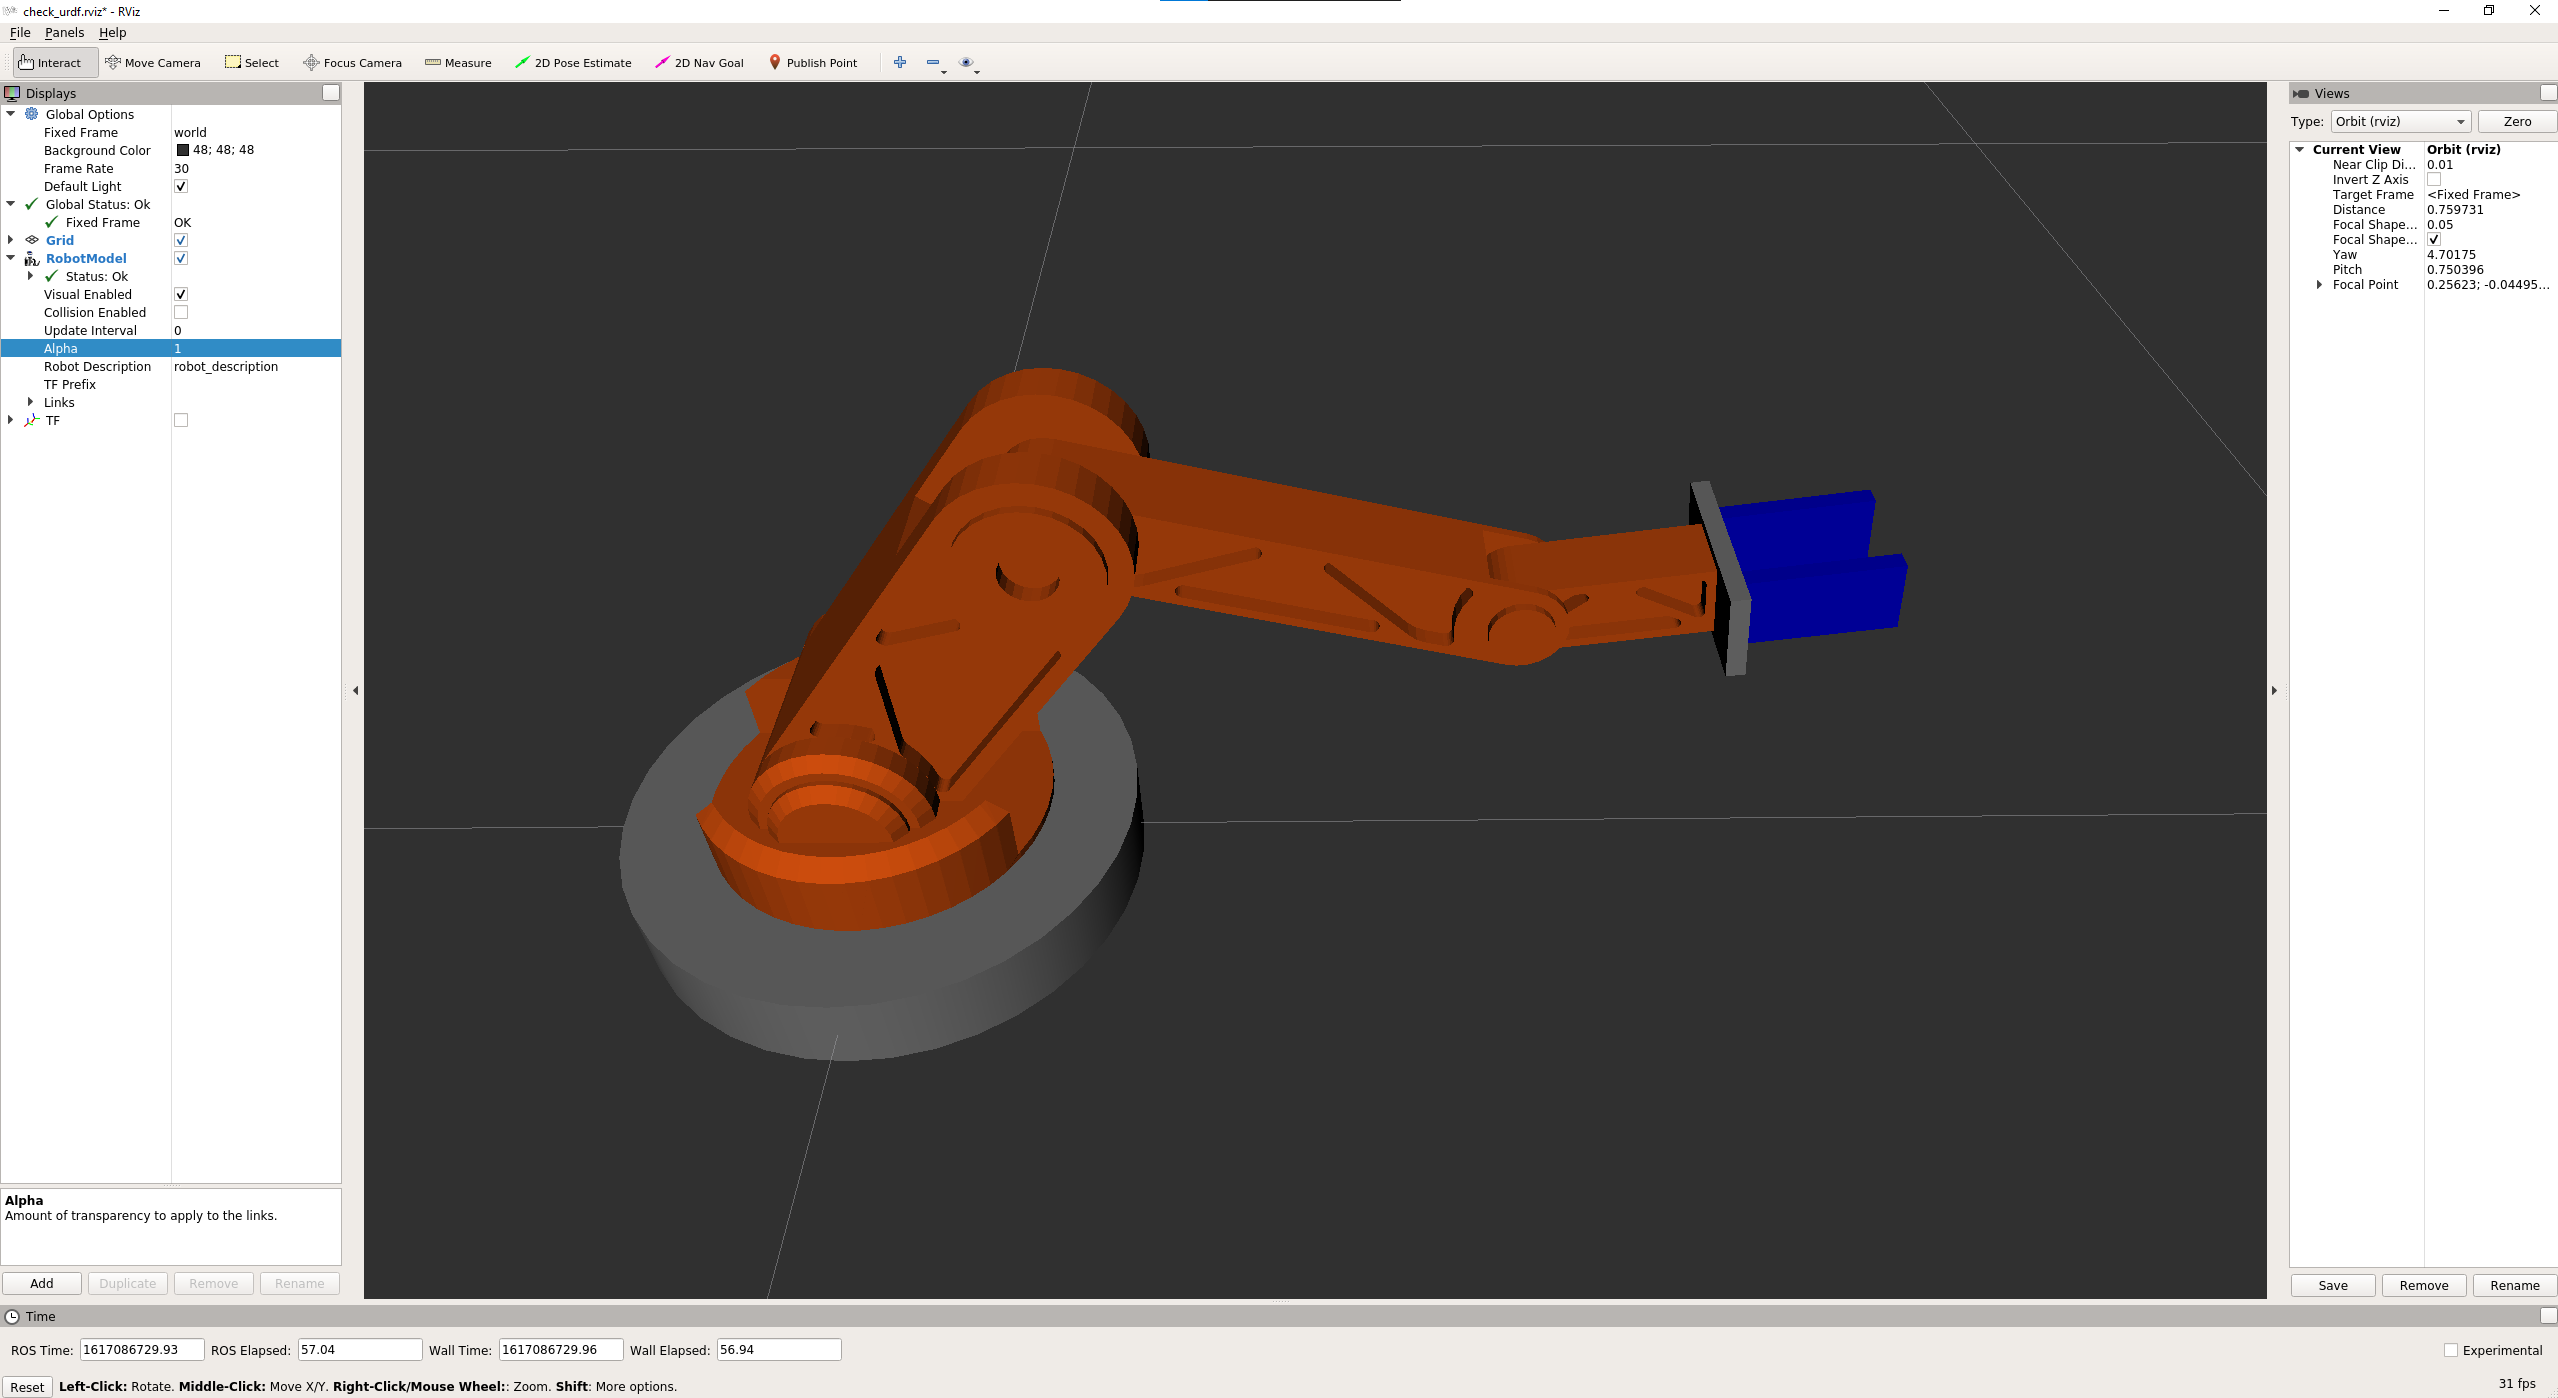 check_urdf.rviz* - RViz
File Panels Help
Interact Move Camera Select Focus Camera Measure 2D Pose Estimate 2D Nav Goal Publish Point
Displays
Global Options
Fixed Frame world
Background Color 48; 48; 48
Frame Rate 30
Default Light
Global Status: Ok
Fixed Frame OK
Grid
RobotModel
Status: Ok
Visual Enabled
Collision Enabled
Update Interval 0
Alpha 1
Robot Description robot_description
TF Prefix
Links
TF
Alpha
Amount of transparency to apply to the links.
Add Duplicate Remove Rename
Views
Type: Orbit (rviz) Zero
Current View Orbit (rviz)
Near Clip Di... 0.01
Invert Z Axis
Target Frame <Fixed Frame>
Distance 0.759731
Focal Shape... 0.05
Focal Shape...
Yaw 4.70175
Pitch 0.750396
Focal Point 0.25623; -0.04495...
Save Remove Rename
Time
ROS Time: 1617086729.93 ROS Elapsed: 57.04 Wall Time: 1617086729.96 Wall Elapsed: 56.94 Experimental
Reset Left-Click: Rotate. Middle-Click: Move X/Y. Right-Click/Mouse Wheel:: Zoom. Shift: More options. 31 fps